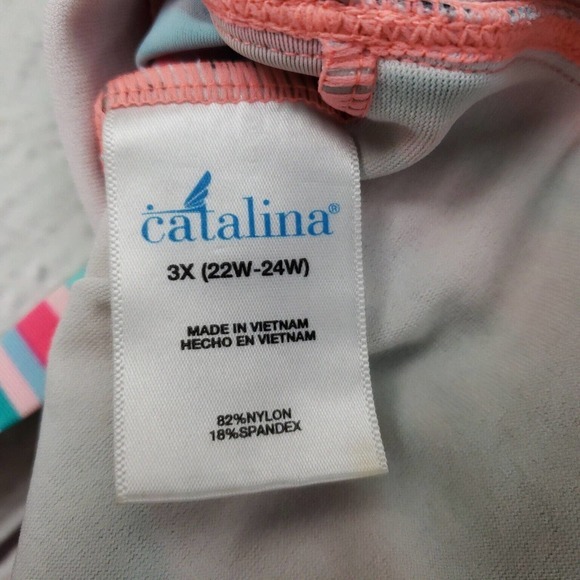 catalina®
3X (22W-24W)
MADE IN VIETNAM
HECHO EN VIETNAM
82%NYLON
18%SPANDEX